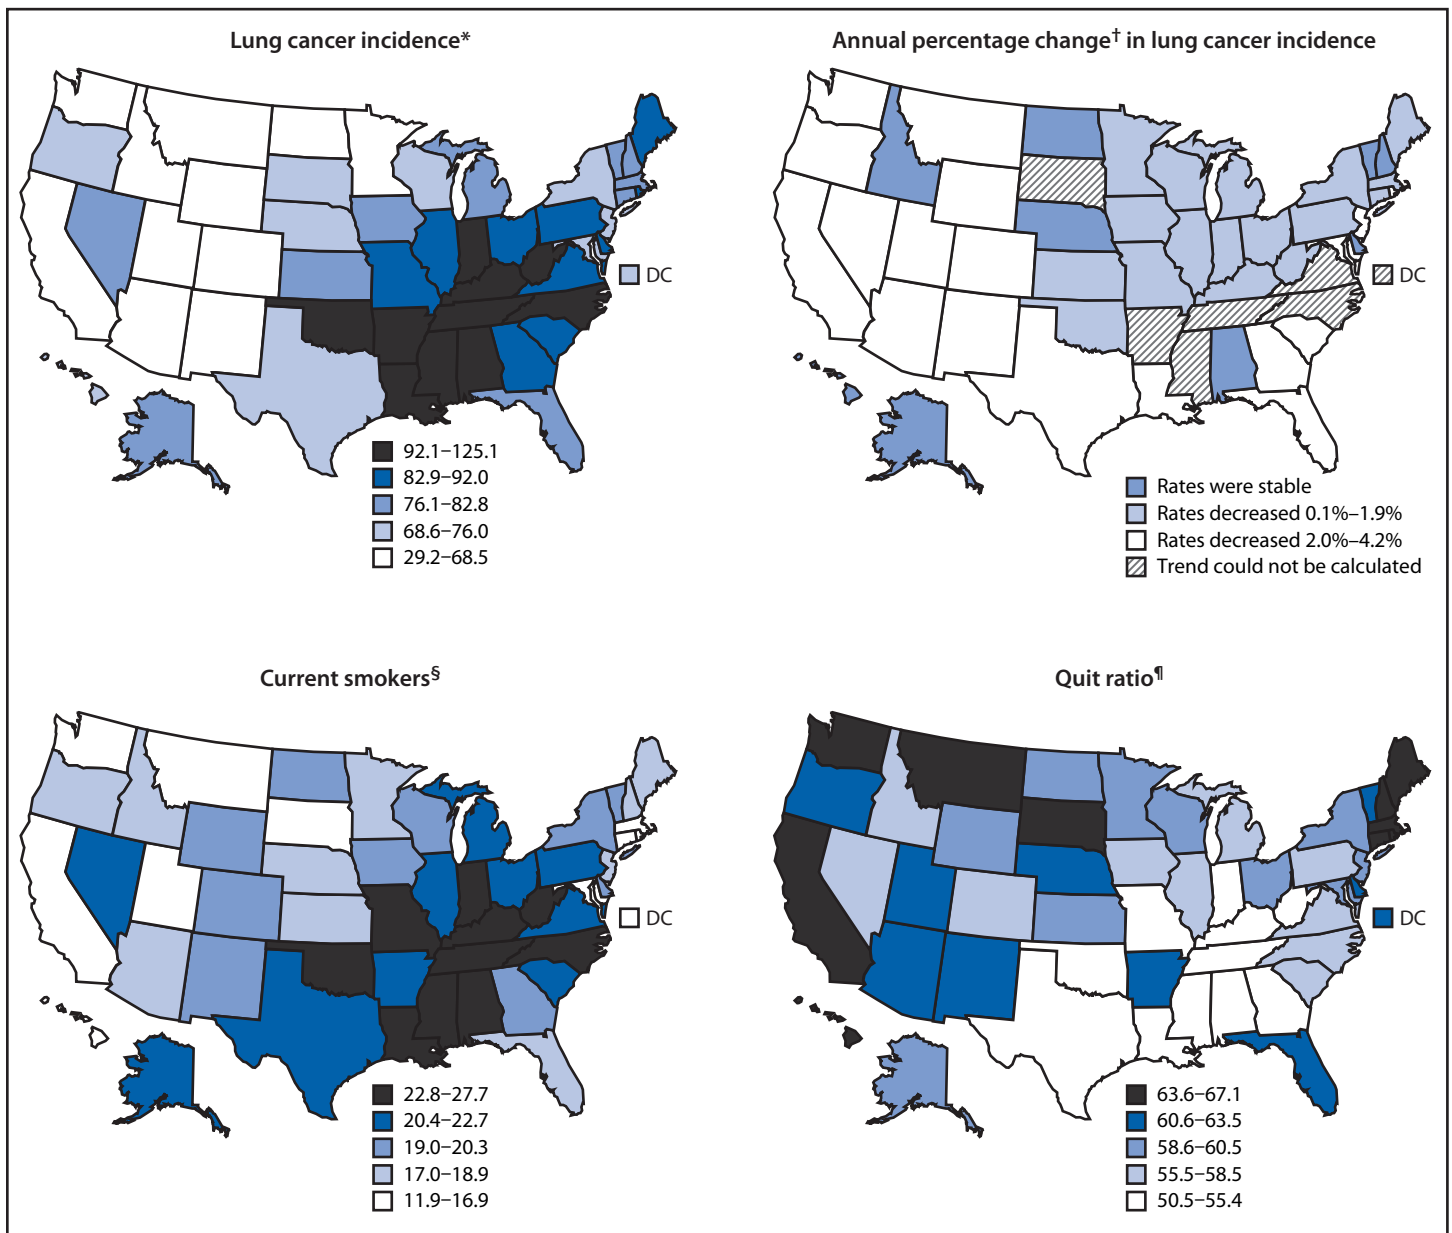 Lung cancer incidence*
DC
92.1–125.1
82.9–92.0
76.1–82.8
68.6–76.0
29.2–68.5
Annual percentage change† in lung cancer incidence
DC
Rates were stable
Rates decreased 0.1%–1.9%
Rates decreased 2.0%–4.2%
Trend could not be calculated
Current smokers§
DC
22.8–27.7
20.4–22.7
19.0–20.3
17.0–18.9
11.9–16.9
Quit ratio¶
DC
63.6–67.1
60.6–63.5
58.6–60.5
55.5–58.5
50.5–55.4